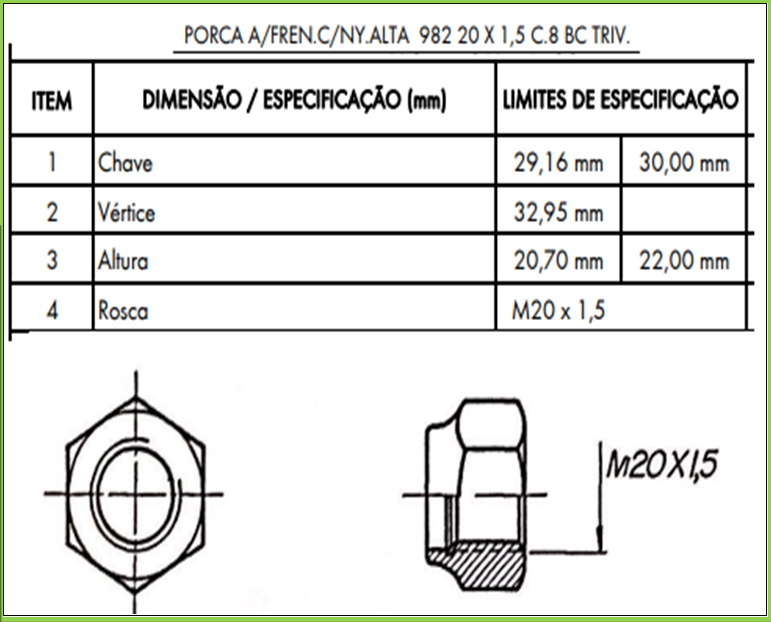 PORCA A/FREN.C/NY.ALTA 982 20 X 1,5 C.8 BC TRIV.
ITEM DIMENSÃO / ESPECIFICAÇÃO (mm) LIMITES DE ESPECIFICAÇÃO
1 Chave 29,16 mm 30,00 mm
2 Vértice 32,95 mm
3 Altura 20,70 mm 22,00 mm
4 Rosca M20 x 1,5
M20X1,5